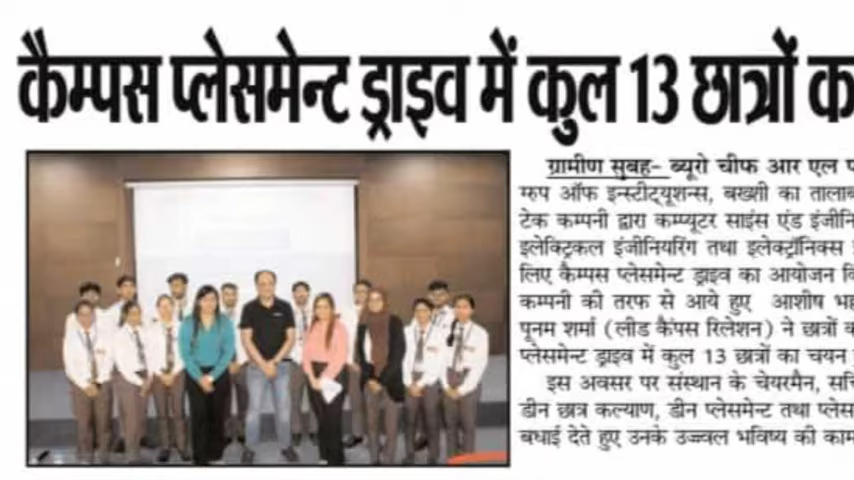 कैम्पस प्लेसमेन्ट ड्राइव में कुल 13 छात्रों क
ग्रामीण सुबह- ब्यूरो चीफ आर एल प
ग्रुप ऑफ इन्स्टीट्यूशन्स, बख्शी का तालाब
टेक कम्पनी द्वारा कम्प्यूटर साइंस एंड इंजीनि
इलेक्ट्रिकल इंजीनियरिंग तथा इलेक्ट्रॉनिक्स
लिए कैम्पस प्लेसमेन्ट ड्राइव का आयोजन कि
कम्पनी की तरफ से आये हुए आशीष भट्ट
पूनम शर्मा (लीड कैंपस रिलेशन) ने छात्रों क
प्लेसमेन्ट ड्राइव में कुल 13 छात्रों का चयन
इस अवसर पर संस्थान के चेयरमैन, सचि
डीन छात्र कल्याण, डीन प्लेसमेन्ट तथा प्लेस
बधाई देते हुए उनके उज्ज्वल भविष्य की काम